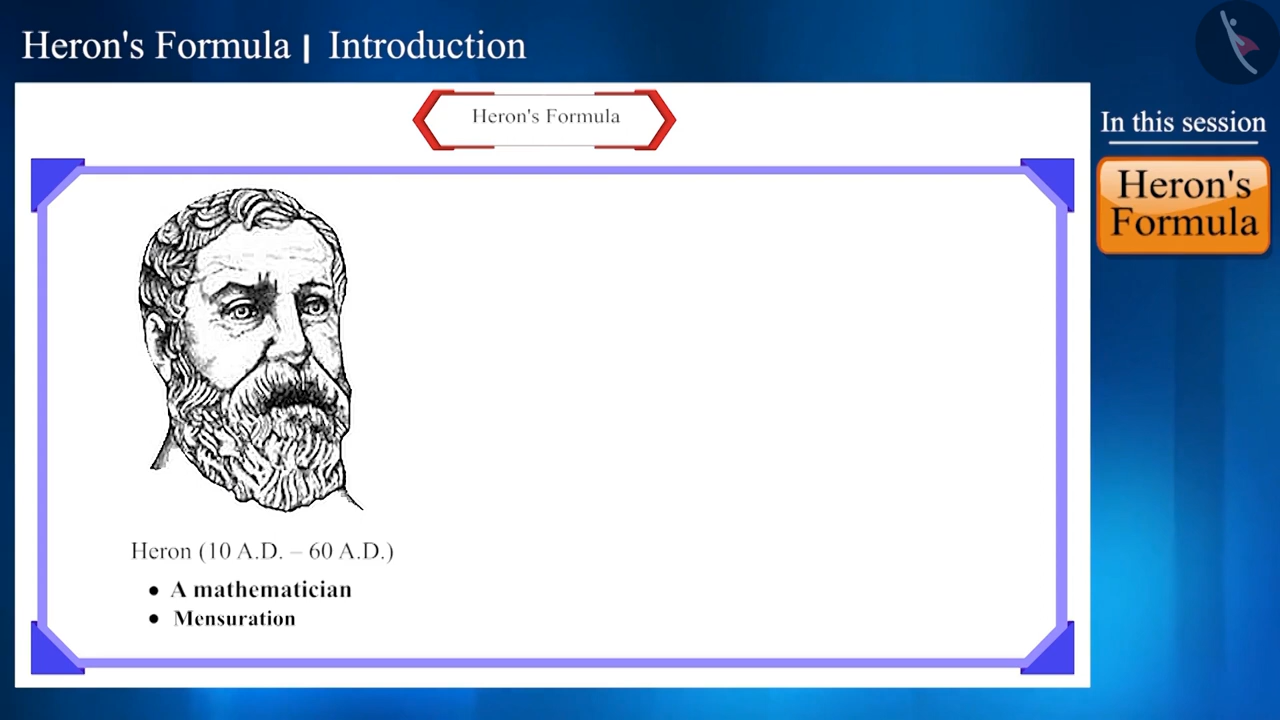 Heron's Formula | Introduction
Heron's Formula
In this session
Heron's
Formula
Heron (10 A.D. – 60 A.D.)
● A mathematician
● Mensuration